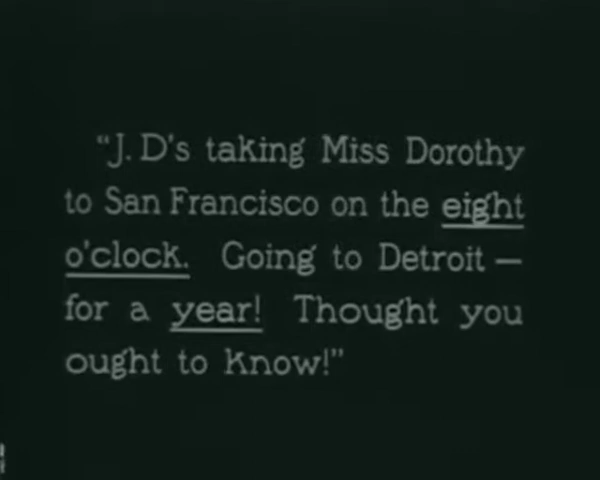 "J. D's taking Miss Dorothy
to San Francisco on the eight
o'clock. Going to Detroit —
for a year! Thought you
ought to know!"